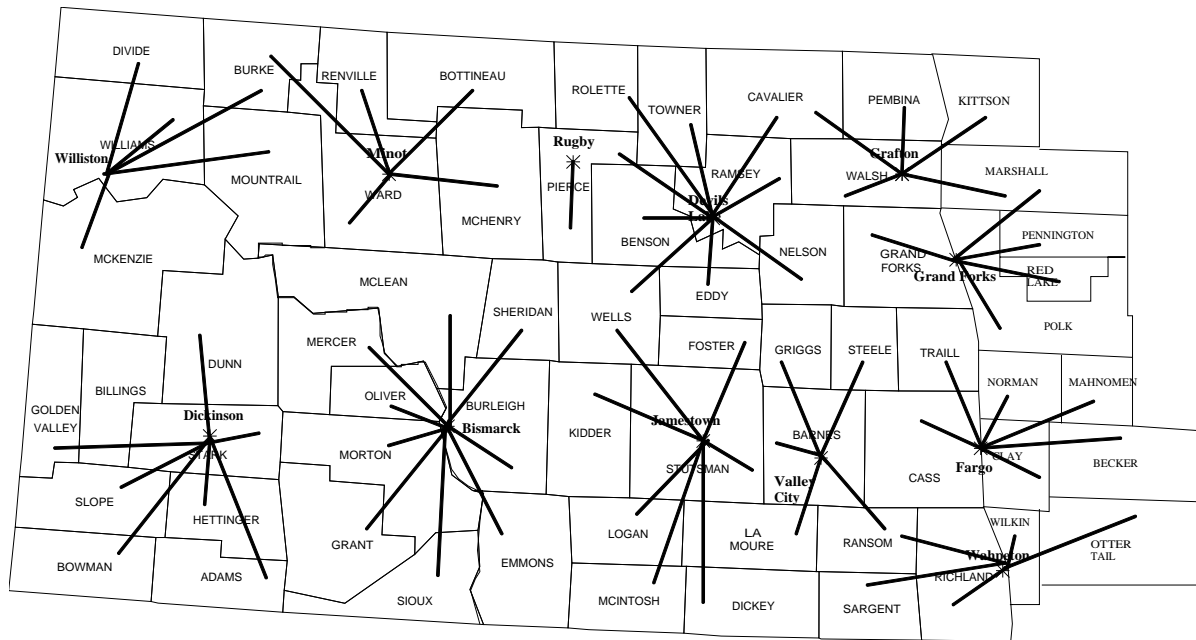 DIVIDE
BURKE
RENVILLE
BOTTINEAU
ROLETTE
TOWNER
CAVALIER
PEMBINA
KITTSON
WILLIAMS
Williston
MOUNTRAIL
Minot
WARD
MCHENRY
Rugby
PIERCE
BENSON
RAMSEY
Devils
Lake
Grafton
WALSH
MARSHALL
NELSON
GRAND
FORKS
Grand Forks
PENNINGTON
RED
LAKE
POLK
MCKENZIE
MCLEAN
SHERIDAN
WELLS
EDDY
FOSTER
GRIGGS
STEELE
TRAILL
NORMAN
MAHNOMEN
GOLDEN
VALLEY
BILLINGS
DUNN
MERCER
OLIVER
BURLEIGH
Bismarck
KIDDER
Jamestown
STUTSMAN
BARNES
Valley
City
CASS
Fargo
CLAY
BECKER
Dickinson
STARK
MORTON
SLOPE
HETTINGER
GRANT
EMMONS
LOGAN
LA
MOURE
RANSOM
WILKIN
Wahpeton
RICHLAND
OTTER
TAIL
BOWMAN
ADAMS
SIOUX
MCINTOSH
DICKEY
SARGENT